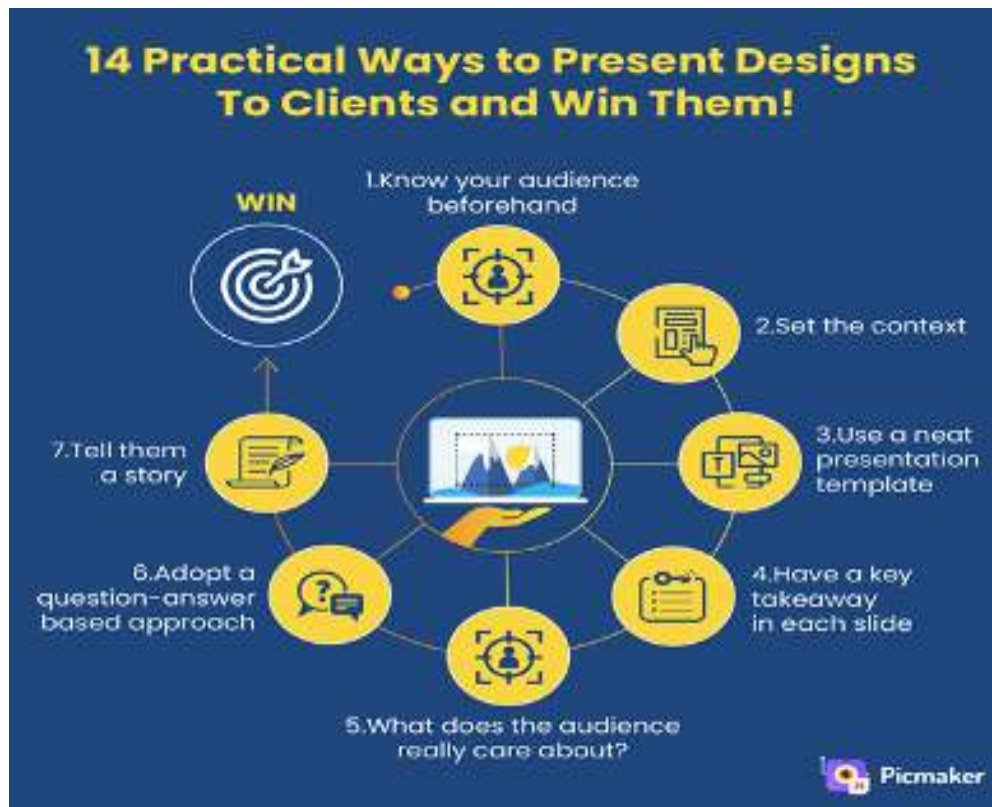 14 Practical Ways to Present Designs
To Clients and Win Them!
WIN
1.Know your audience
beforehand
2.Set the context
3.Use a neat
presentation
template
T
4.Have a key
takeaway
in each slide
5.What does the audience
really care about?
6.Adopt a
question-answer
based approach
?
7.Tell them
a story
Picmaker